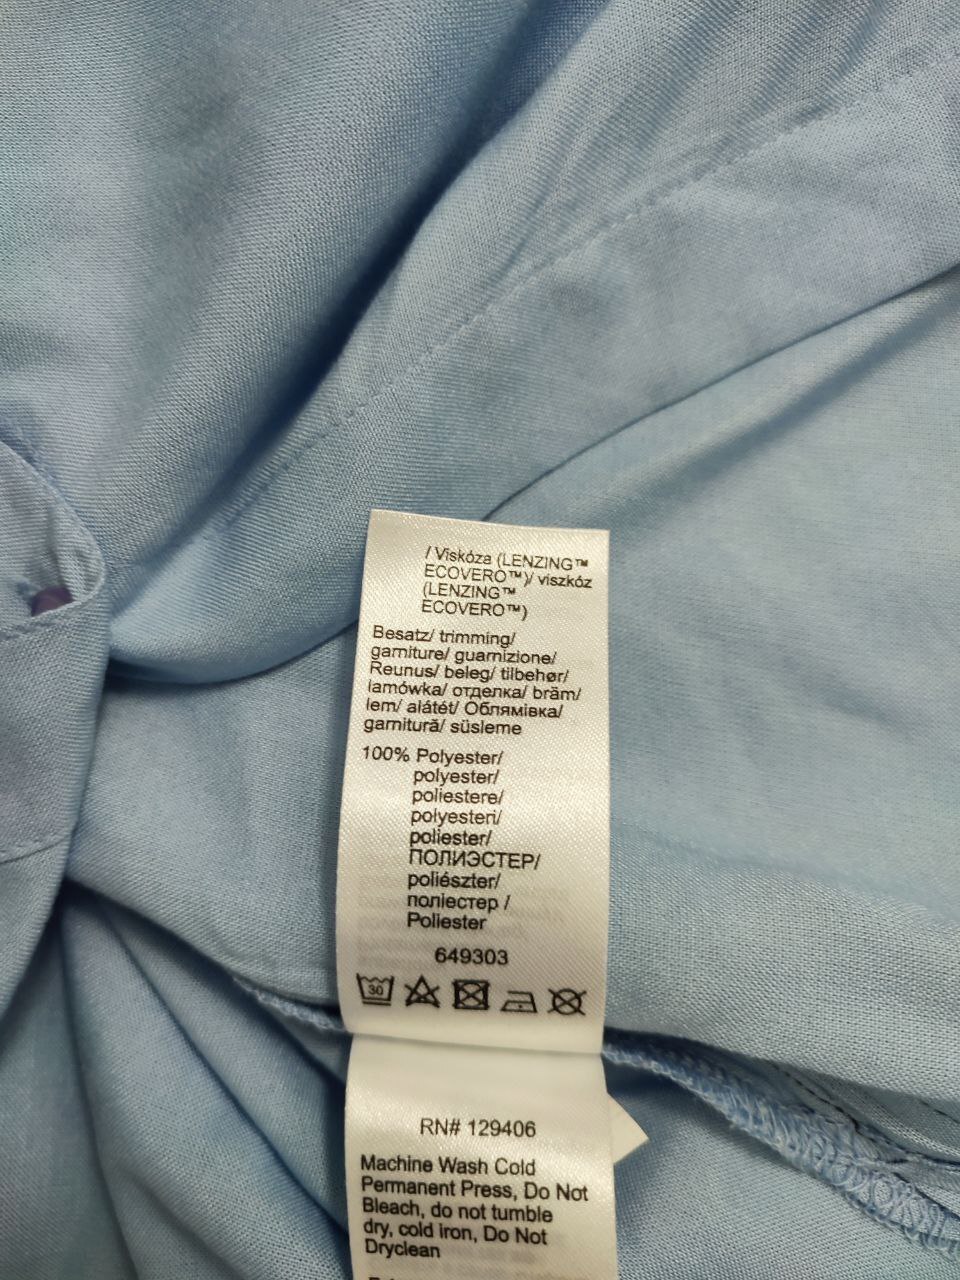 / Viskóza (LENZING™
ECOVERO™)/ viszkóz
(LENZING™
ECOVERO™)
Besatz/ trimming/
garniture/ guarnizione/
Reunus/ beleg/ tilbehør/
lamówka/ отделка/ bräm/
lem/ alátét/ Облямівка/
garnitură/ süsleme
100% Polyester/
polyester/
poliestere/
polyesteri/
poliester/
ПОЛИЭСТЕР/
poliészter/
поліестер /
Poliester
649303
30
RN# 129406
Machine Wash Cold
Permanent Press, Do Not
Bleach, do not tumble
dry, cold iron, Do Not
Dryclean